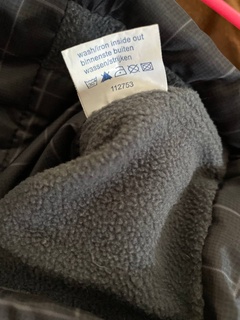 wash/iron inside out
binnenste buiten
wassen/strijken
112753